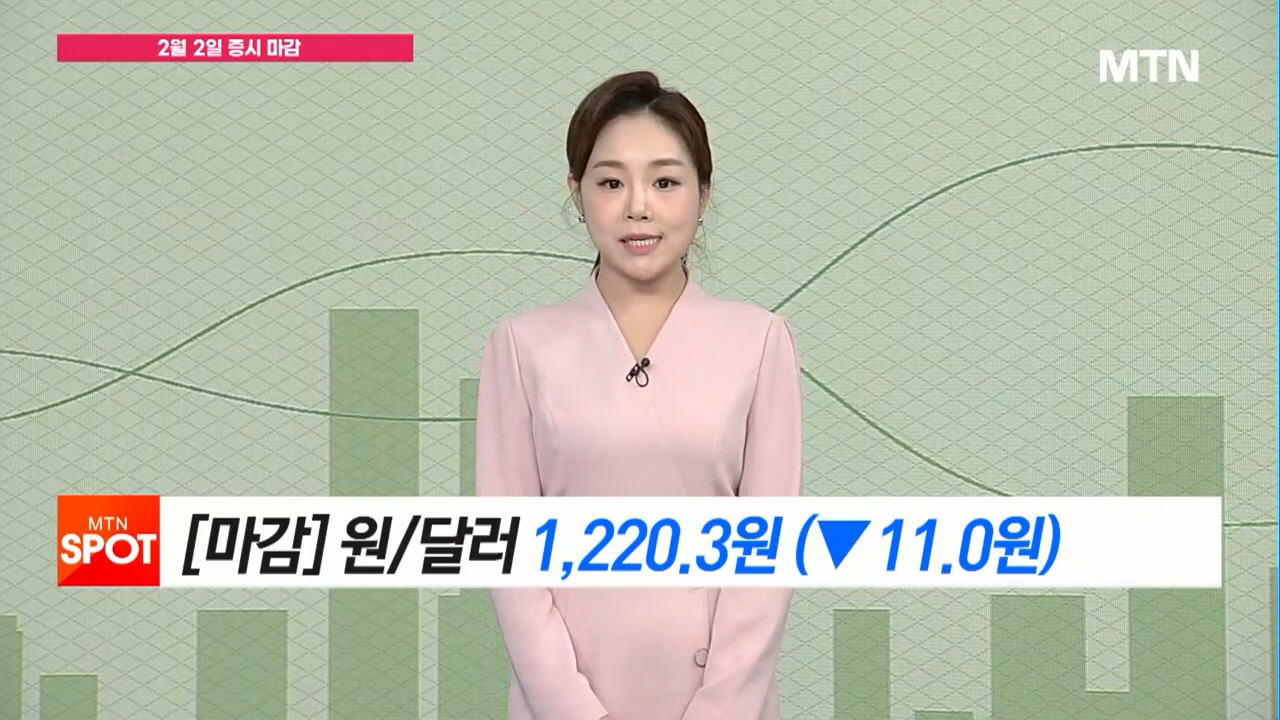 2월 2일 증시 마감
MTN
MTN
SPOT
[마감] 원/달러 1,220.3원 (▼11.0원)